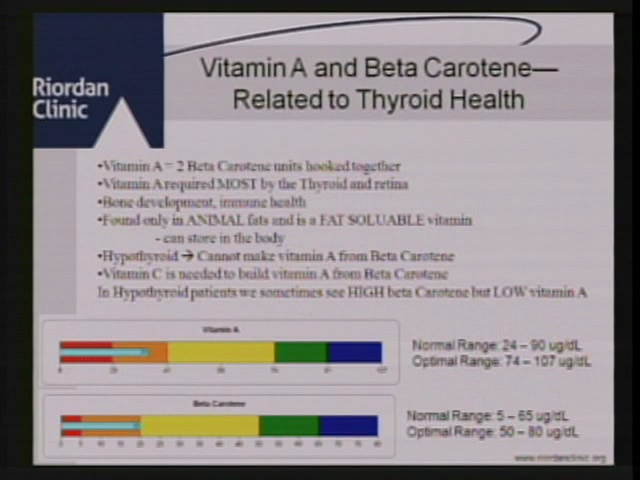 Riordan
Clinic
Vitamin A and Beta Carotene—
Related to Thyroid Health
•Vitamin A = 2 Beta Carotene units hooked together
•Vitamin A required MOST by the Thyroid and retina
•Bone development, immune health
•Found only in ANIMAL fats and is a FAT SOLUABLE vitamin
- can store in the body
•Hypothyroid → Cannot make vitamin A from Beta Carotene
•Vitamin C is needed to build vitamin A from Beta Carotene
In Hypothyroid patients we sometimes see HIGH beta Carotene but LOW vitamin A
Vitamin A
Normal Range: 24 – 90 ug/dL
Optimal Range: 74 – 107 ug/dL
Beta Carotene
Normal Range: 5 – 65 ug/dL
Optimal Range: 50 – 80 ug/dL
www.riordanclinic.org